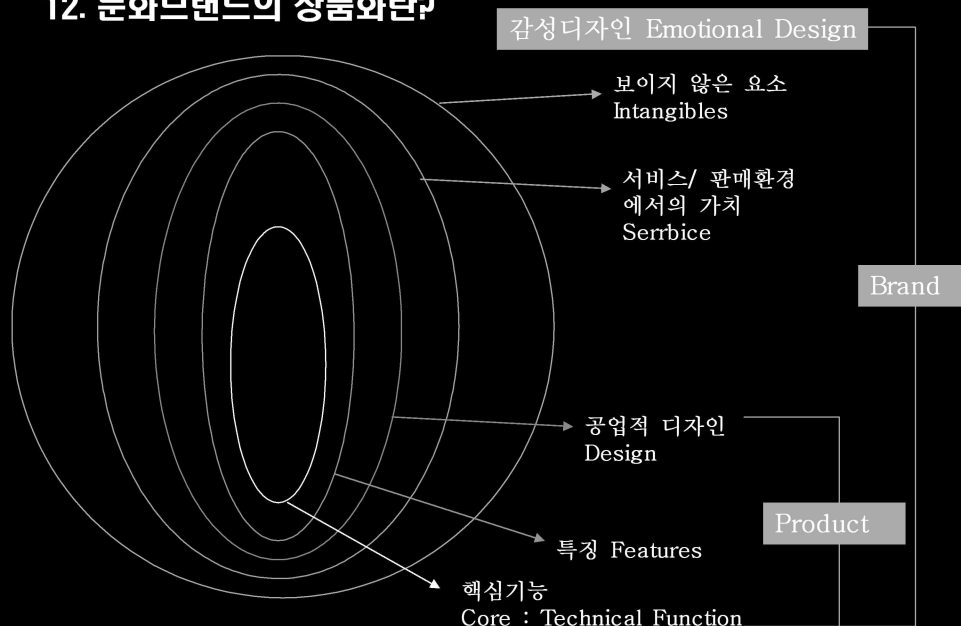 12. 문화브랜드의 상품화란?
감성디자인 Emotional Design
보이지 않은 요소
Intangibles
서비스/ 판매환경
에서의 가치
Serrbice
Brand
공업적 디자인
Design
Product
특징 Features
핵심기능
Core : Technical Function